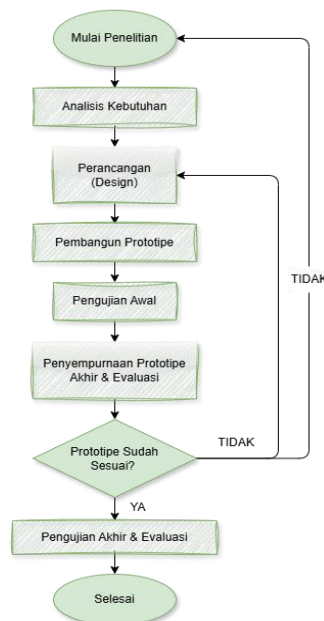 Mulai Penelitian
Analisis Kebutuhan
Perancangan
(Design)
Pembangun Prototipe
TIDAK
Pengujian Awal
Penyempurnaan Prototipe
Akhir & Evaluasi
Prototipe Sudah
Sesuai?
TIDAK
YA
Pengujian Akhir & Evaluasi
Selesai